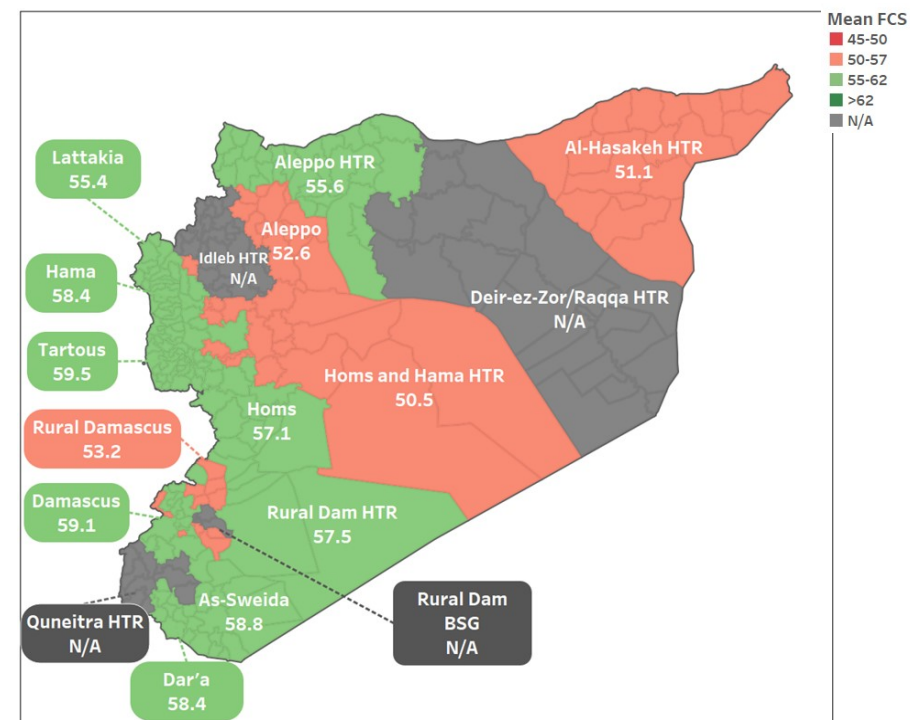 Mean FCS
45-50
50-57
55-62
>62
N/A
Al-Hasakeh HTR
51.1
Aleppo HTR
55.6
Lattakia
55.4
Aleppo
52.6
Idleb HTR
N/A
Hama
58.4
Deir-ez-Zor/Raqqa HTR
N/A
Tartous
59.5
Homs and Hama HTR
50.5
Homs
57.1
Rural Damascus
53.2
Damascus
59.1
Rural Dam HTR
57.5
As-Sweida
58.8
Rural Dam
BSG
N/A
Quneitra HTR
N/A
Dar’a
58.4